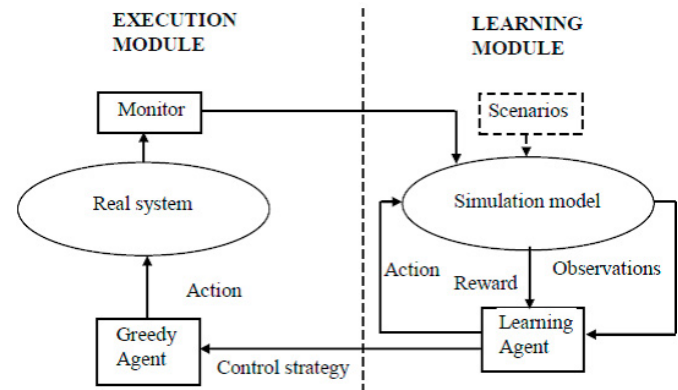 EXECUTION
MODULE
LEARNING
MODULE
Monitor
Scenarios
Real system
Simulation model
Action
Action
Reward
Observations
Greedy
Agent
Control strategy
Learning
Agent